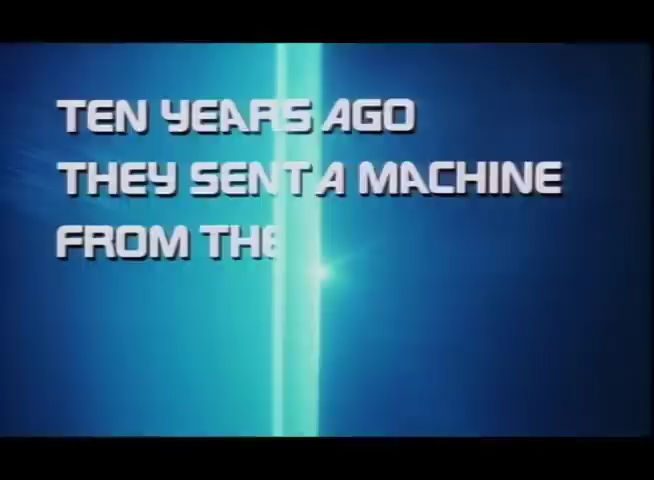 TEN YEARS AGO
THEY SENT A MACHINE
FROM THE